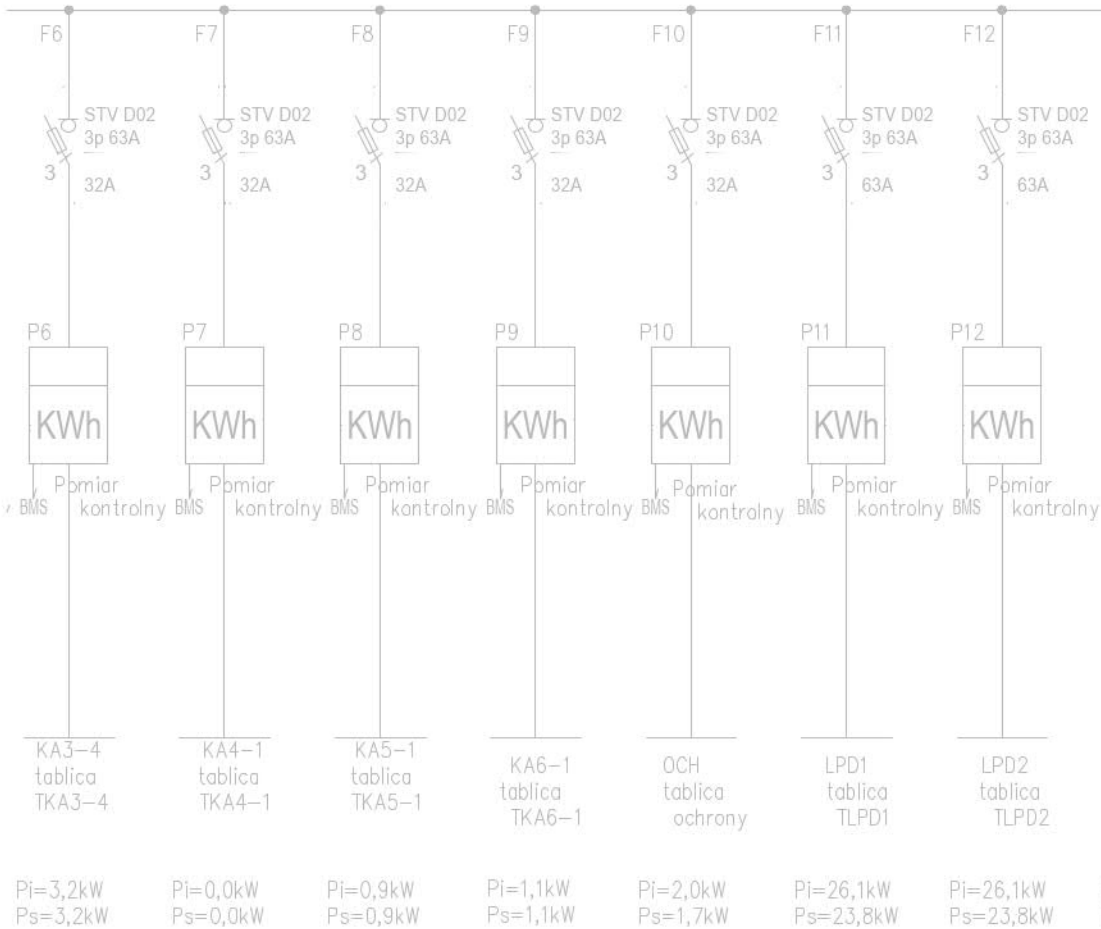 F6 F7 F8 F9 F10 F11 F12
STV D02 STV D02 STV D02 STV D02 STV D02 STV D02 STV D02
3p 63A 3p 63A 3p 63A 3p 63A 3p 63A 3p 63A 3p 63A
3 3 3 3 3 3 3
32A 32A 32A 32A 32A 63A 63A
P6 P7 P8 P9 P10 P11 P12
KWh KWh KWh KWh KWh KWh KWh
Pomiar Pomiar Pomiar Pomiar Pomiar Pomiar Pomiar
BMS kontrolny BMS kontrolny BMS kontrolny BMS kontrolny BMS kontrolny BMS kontrolny BMS kontrolny
KA3-4 KA4-1 KA5-1 KA6-1 OCH LPD1 LPD2
tablica tablica tablica tablica tablica tablica tablica
TKA3-4 TKA4-1 TKA5-1 TKA6-1 ochrony TLPD1 TLPD2
Pi=3,2kW Pi=0,0kW Pi=0,9kW Pi=1,1kW Pi=2,0kW Pi=26,1kW Pi=26,1kW
Ps=3,2kW Ps=0,0kW Ps=0,9kW Ps=1,1kW Ps=1,7kW Ps=23,8kW Ps=23,8kW